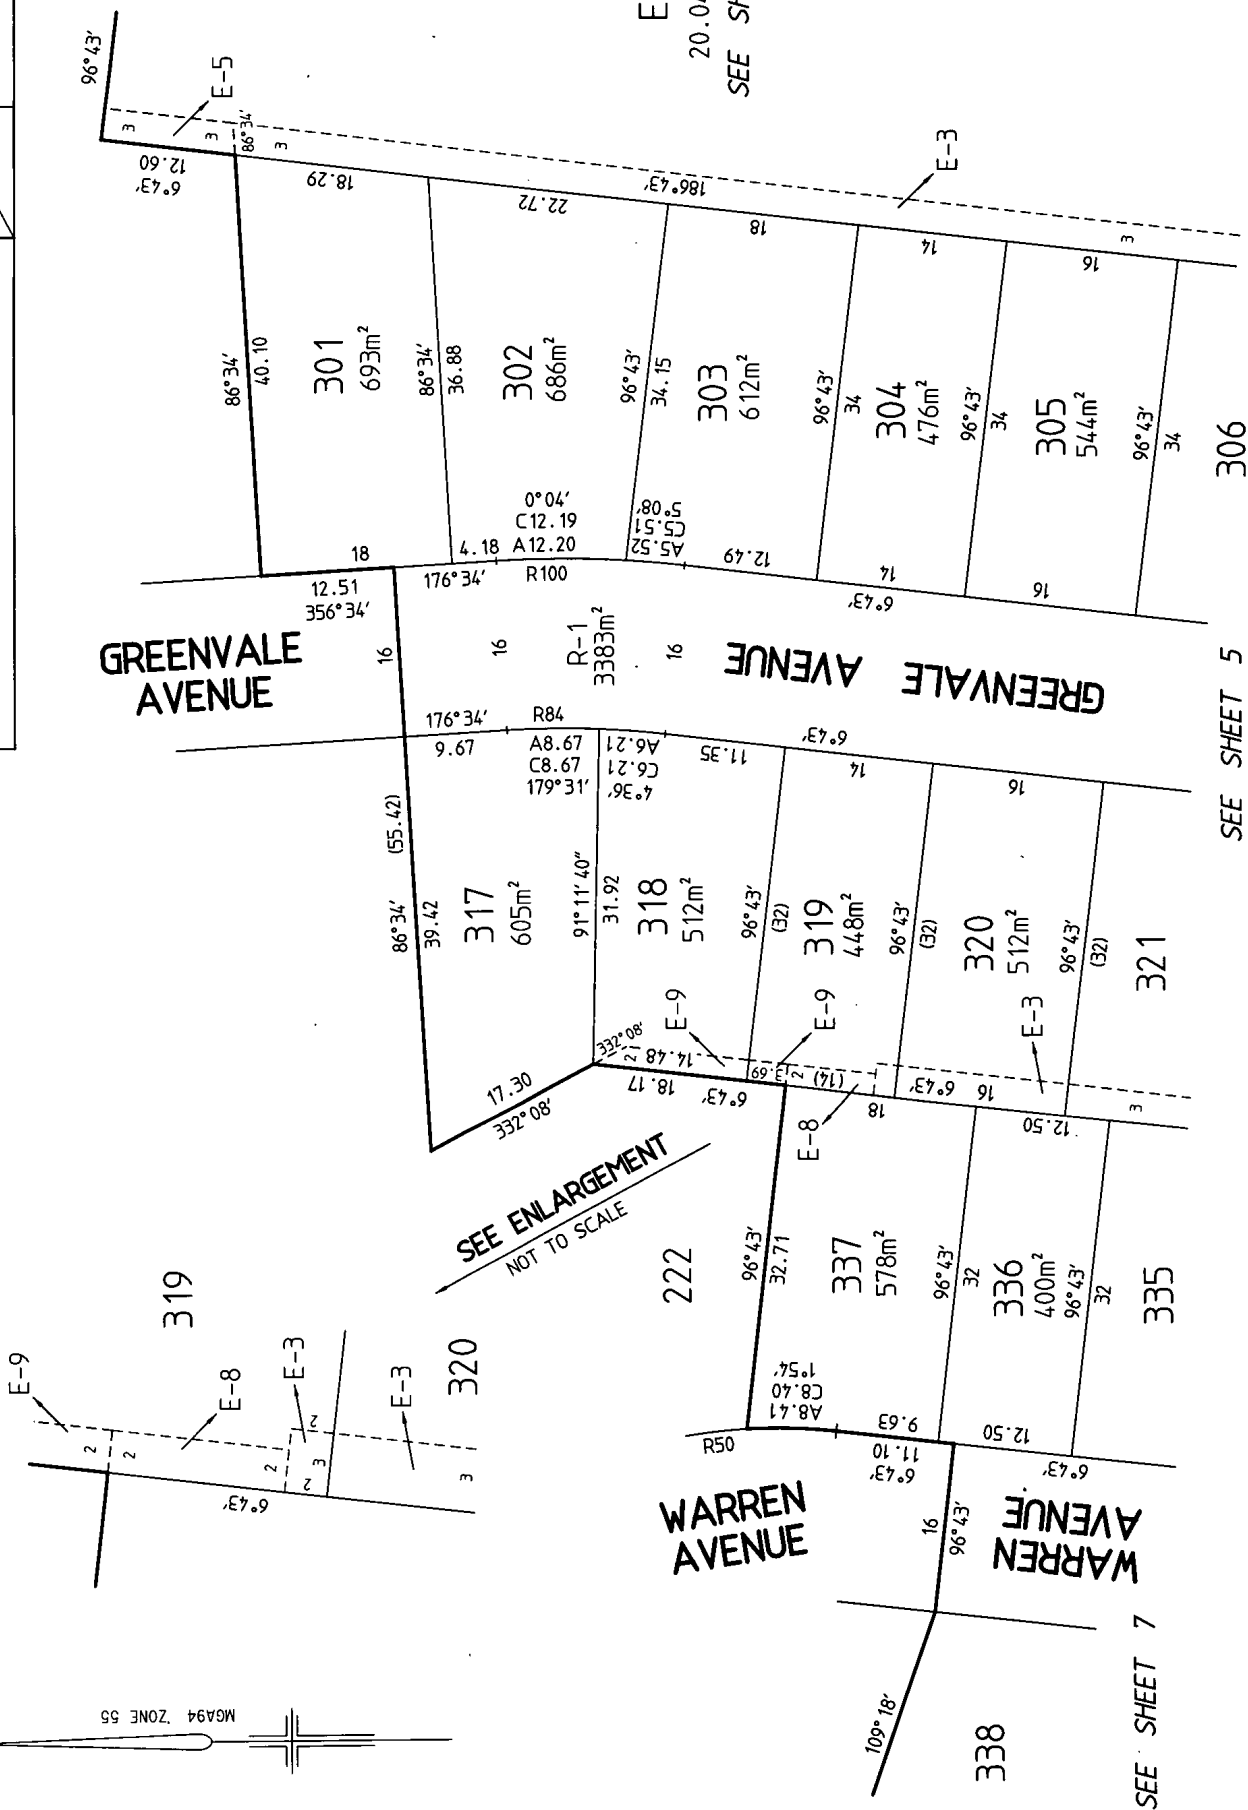 96°43'
E-5
3
3
86°34'
3
6°43'
12.60
E
20.0
SEE SH
86°34'
40.10
18.29
301
693m²
186°43'
E-3
86°34'
36.88
22.72
302
686m²
96°43'
34.15
18
303
612m²
96°43'
34
14
304
476m²
96°43'
34
16
3
305
544m²
96°43'
34
306
18
4.18
0°04'
C12.19
A12.20
A5.52
C5.51
5°08'
12.49
14
16
6°43'
12.51
356°34'
176°34'
R100
GREENVALE
AVENUE
16
16
R-1
3383m²
16
GREENVALE AVENUE
176°34'
R84
6°43'
9.67
A8.67
C8.67
179°31'
A6.21
C6.21
4°36'
11.35
14
16
SEE SHEET 5
(55.42)
86°34'
39.42
317
605m²
91°11'40"
31.92
318
512m²
96°43'
(32)
319
448m²
96°43'
(32)
320
512m²
96°43'
(32)
321
17.30
332°08'
332°08'
2
14.48
E-9
18.17
6°43'
3.69
E-9
2
(14)
E-8
18
6°43'
16
E-3
12.50
3
SEE ENLARGEMENT
NOT TO SCALE
222
96°43'
32.71
337
578m²
96°43'
32
336
400m²
96°43'
32
335
A8.41
C8.40
1°54'
R50
9.63
11.10
6°43'
12.50
6°43'
WARREN
AVENUE
16
96°43'
WARREN
AVENUE
109°18'
338
SEE SHEET 7
E-9
319
2
2
E-8
2
E-3
2
3
2
E-3
320
6°43'
3
MGA94 ZONE 55